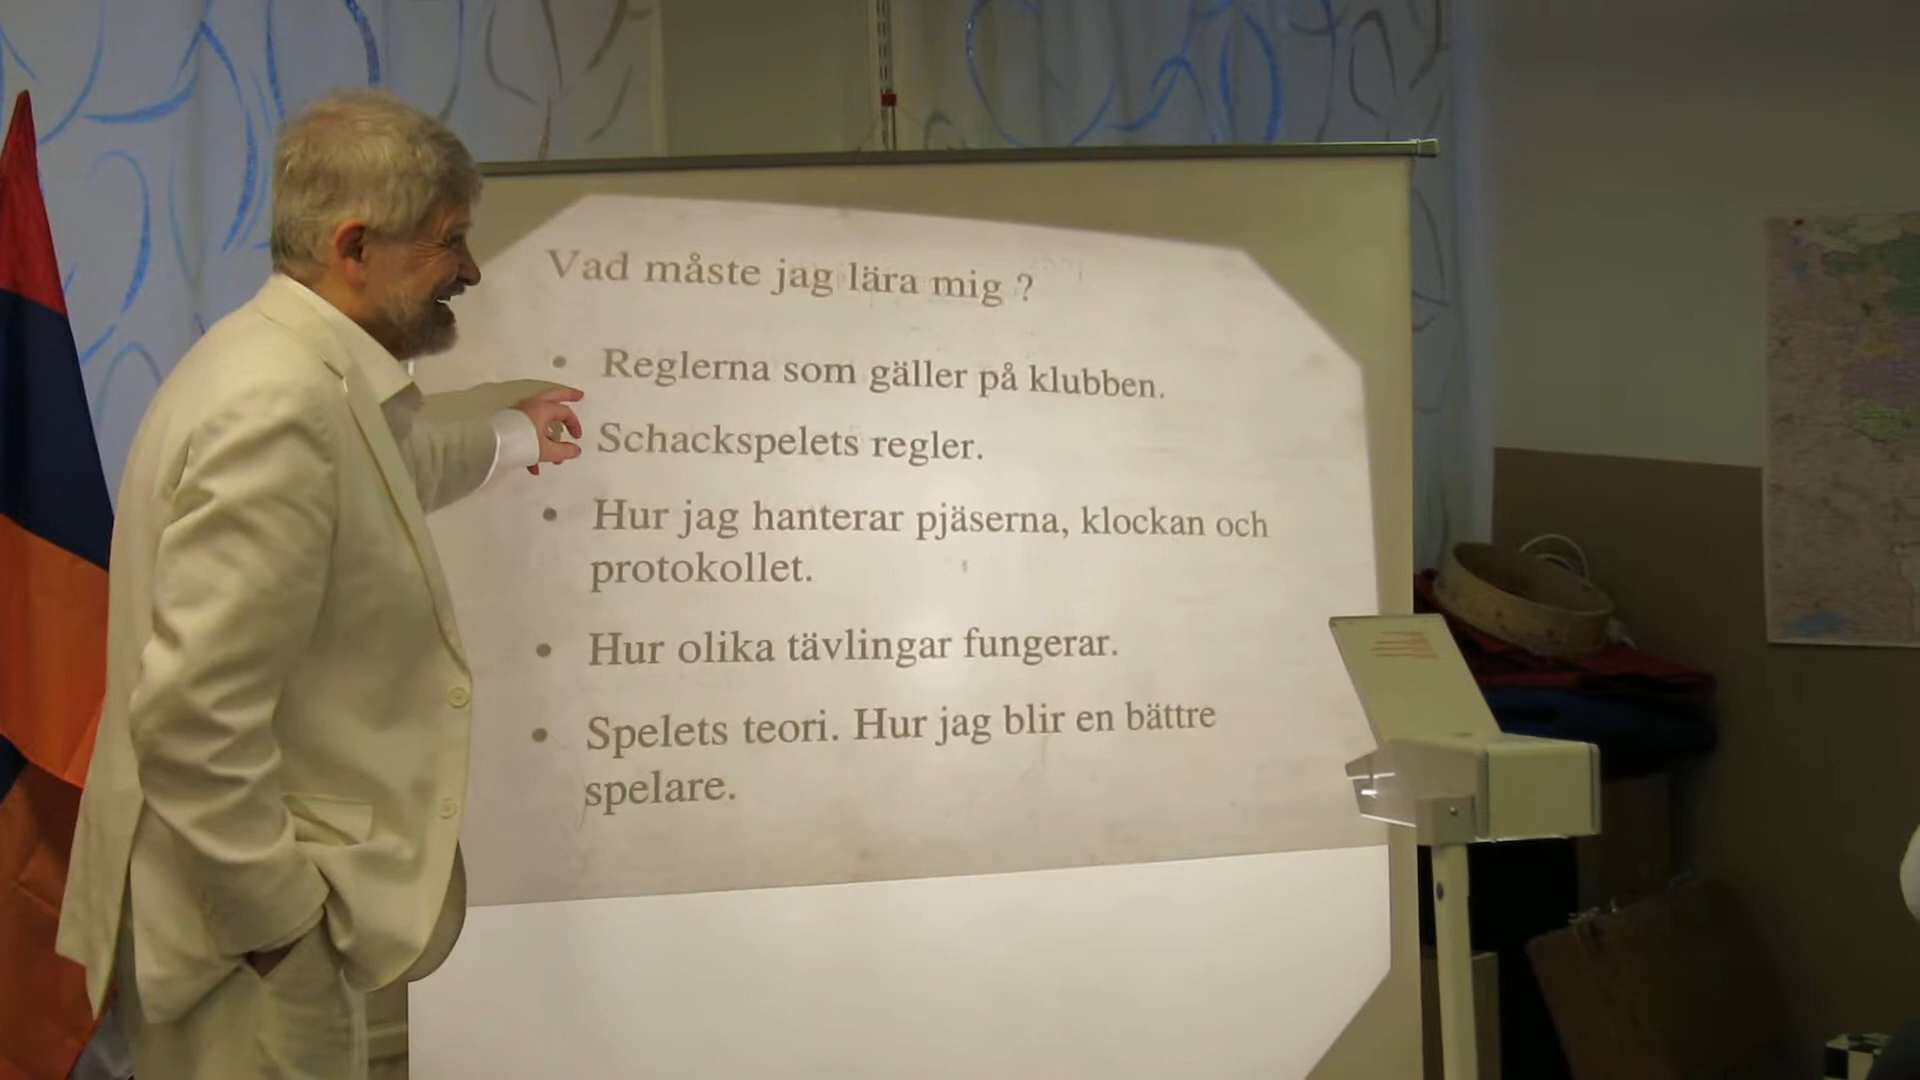 Vad måste jag lära mig ?
• Reglerna som gäller på klubben.
Schackspelets regler.
• Hur jag hanterar pjäserna, klockan och
protokollet.
• Hur olika tävlingar fungerar.
• Spelets teori. Hur jag blir en bättre
spelare.